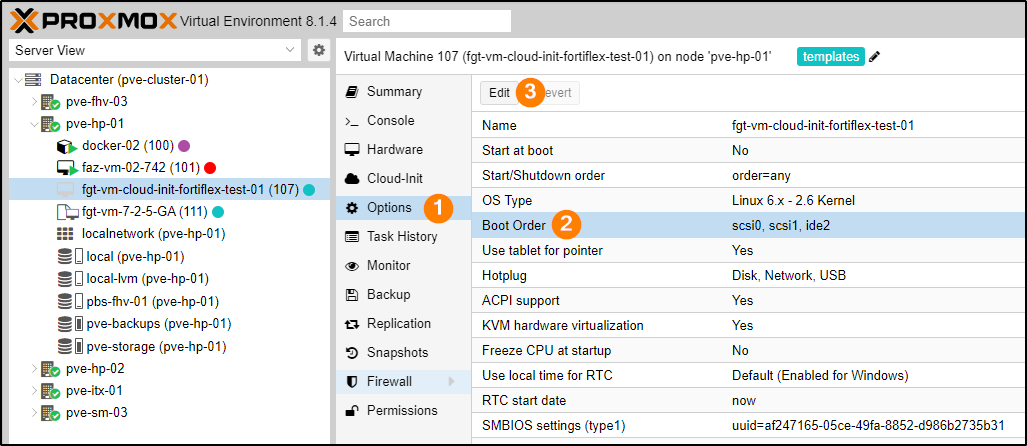 PROXMOX Virtual Environment 8.1.4 Search
Server View
Datacenter (pve-cluster-01)
pve-fhv-03
pve-hp-01
docker-02 (100)
faz-vm-02-742 (101)
fgt-vm-cloud-init-fortiflex-test-01 (107)
fgt-vm-7-2-5-GA (111)
localnetwork (pve-hp-01)
local (pve-hp-01)
local-lvm (pve-hp-01)
pbs-fhv-01 (pve-hp-01)
pve-backups (pve-hp-01)
pve-storage (pve-hp-01)
pve-hp-02
pve-itx-01
pve-sm-03
Virtual Machine 107 (fgt-vm-cloud-init-fortiflex-test-01) on node 'pve-hp-01' templates
Summary
Console
Hardware
Cloud-Init
Options 1
Task History
Monitor
Backup
Replication
Snapshots
Firewall
Permissions
Edit 3 evert
Name fgt-vm-cloud-init-fortiflex-test-01
Start at boot No
Start/Shutdown order order=any
OS Type Linux 6.x - 2.6 Kernel
Boot Order 2 scsi0, scsi1, ide2
Use tablet for pointer Yes
Hotplug Disk, Network, USB
ACPI support Yes
KVM hardware virtualization Yes
Freeze CPU at startup No
Use local time for RTC Default (Enabled for Windows)
RTC start date now
SMBIOS settings (type1) uuid=af247165-05ce-49fa-8852-d986b2735b31